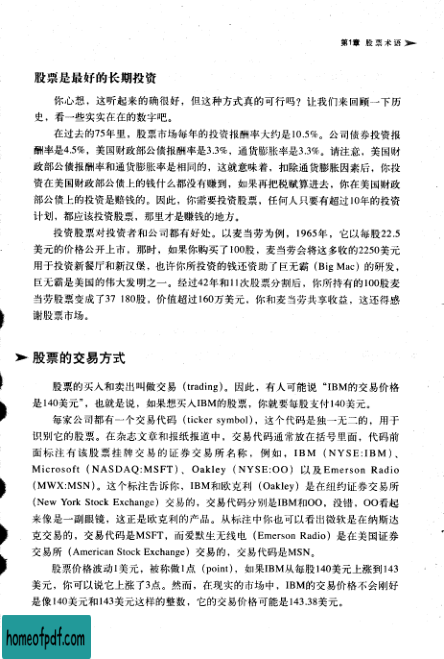 第1章 股票术语
股票是最好的长期投资
你心想，这听起来的确很好，但这种方式真的可行吗？让我们来回顾一下历
史，看一些实实在在的数字吧。
在过去的75年里，股票市场每年的投资报酬率大约是10.5%。公司债券投资报
酬率是4.5%，美国财政部公债报酬率是3.3%，通货膨胀率是3.3%。请注意，美国财
政部公债报酬率和通货膨胀率是相同的，这就意味着，扣除通货膨胀因素后，你投
资在美国财政部公债上的钱什么都没有赚到，如果再把税赋算进去，你在美国财政
部公债上的投资是赔钱的。因此，你需要投资股票，任何人只要有超过10年的投资
计划，都应该投资股票，那里才是赚钱的地方。
投资股票对投资者和公司都有好处。以麦当劳为例，1965年，它以每股22.5
美元的价格公开上市，那时，如果你购买了100股，麦当劳会将这多收的2250美元
用于投资新餐厅和新汉堡，也许你所投资的钱还资助了巨无霸（Big Mac）的研发，
巨无霸是美国的伟大发明之一。经过42年和11次股票分割后，你所持有的100股麦
当劳股票变成了37 180股，价值超过160万美元，你和麦当劳共享收益，这还得感
谢股票市场。
股票的交易方式
股票的买入和卖出叫做交易（trading）。因此，有人可能说“IBM的交易价格
是140美元”，也就是说，如果想买入IBM的股票，你就要每股支付140美元。
每家公司都有一个交易代码（ticker symbol），这个代码是独一无二的，用于
识别它的股票。在杂志文章和报纸报道中，交易代码通常放在括号里面，代码前
面标注有该股票挂牌交易的证券交易所名称，例如，IBM（NYSE:IBM）、
Microsoft（NASDAQ:MSFT）、Oakley（NYSE:OO）以及Emerson Radio
(MWX:MSN)。这个标注告诉你，IBM和欧克利（Oakley）是在纽约证券交易所
(New York Stock Exchange）交易的，交易代码分别是IBM和OO，没错，OO看起
来像是一副眼镜，这正是欧克利的产品。从标注中你也可以看出微软是在纳斯达
克交易的，交易代码是MSFT，而爱默生无线电（Emerson Radio）是在美国证券
交易所（American Stock Exchange）交易的，交易代码是MSN。
股票价格波动1美元，被称做1点（point），如果IBM从每股140美元上涨到143
美元，你可以说它上涨了3点。然而，在现实的市场中，IBM的交易价格不会刚好
是像140美元和143美元这样的整数，它的交易价格可能是143.38美元。
homeofpdf.com